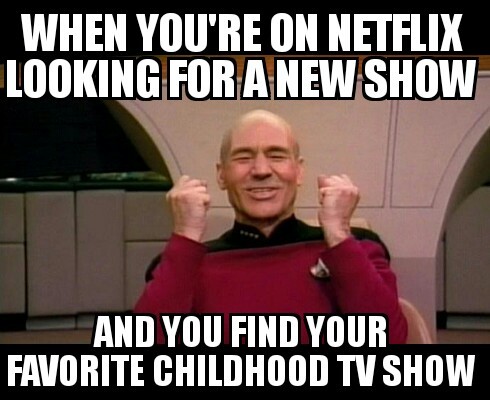 WHEN YOU'RE ON NETFLIX
LOOKING FOR A NEW SHOW
AND YOU FIND YOUR
FAVORITE CHILDHOOD TV SHOW